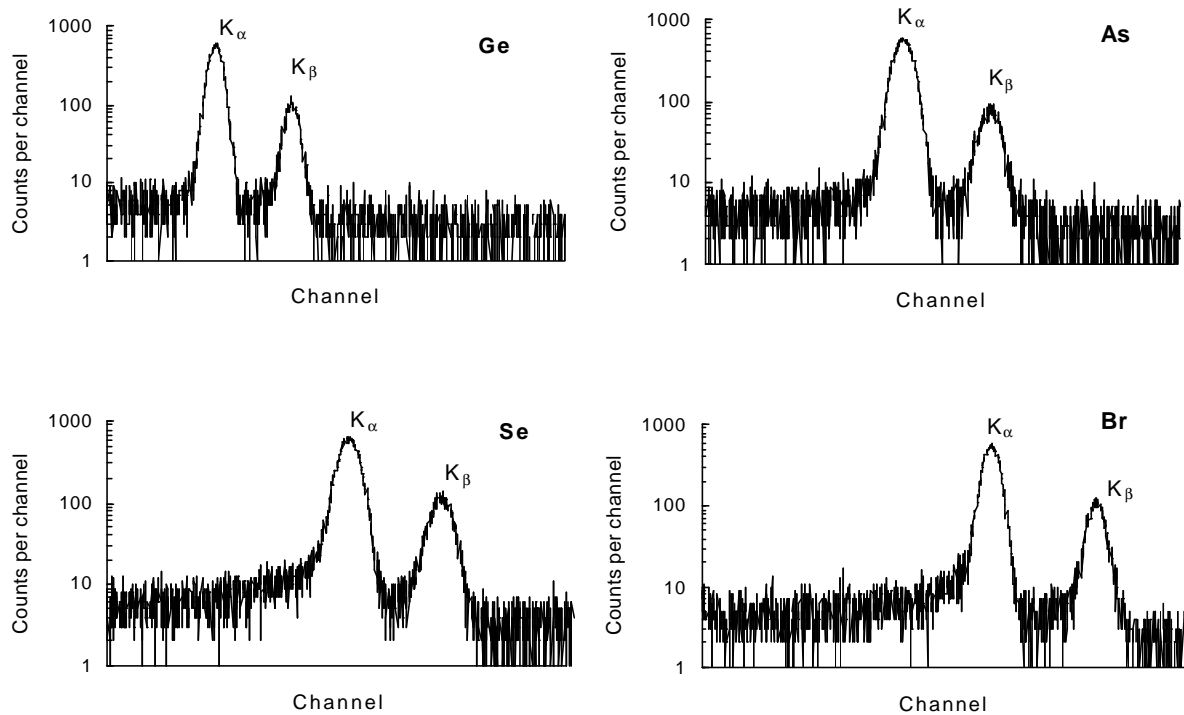 1000
100
10
1
Counts per channel
Kα
Kβ
Ge
Channel
1000
100
10
1
Counts per channel
Kα
Kβ
As
Channel
1000
100
10
1
Counts per channel
Kα
Kβ
Se
Channel
1000
100
10
1
Counts per channel
Kα
Kβ
Br
Channel